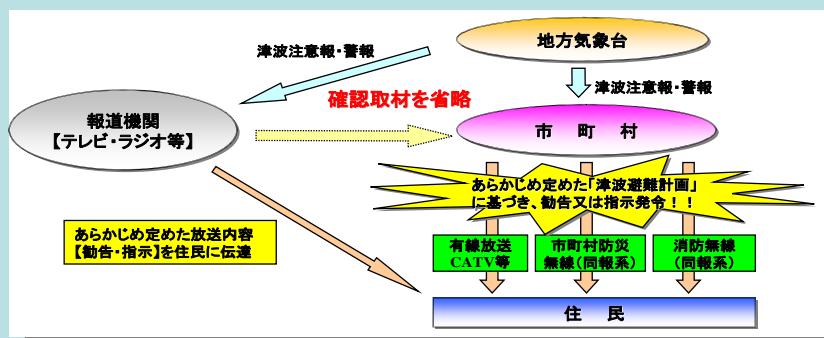 地方気象台
津波注意報・警報
津波注意報・警報
確認取材を省略
報道機関
【テレビ・ラジオ等】
市　町　村
あらかじめ定めた「津波避難計画」
に基づき、勧告又は指示発令！！
あらかじめ定めた放送内容
【勧告・指示】を住民に伝達
有線放送
CATV等
市町村防災
無線（同報系）
消防無線
（同報系）
住　民